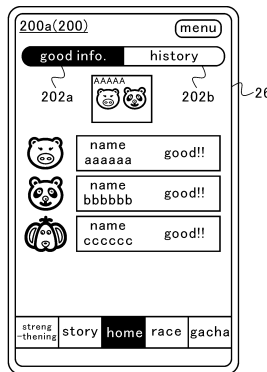 200a(200)
menu
good info.
history
202a
202b
AAAAA
name
aaaaaa
good!!
name
bbbbbb
good!!
name
cccccc
good!!
streng
-thening
story
home
race
gacha